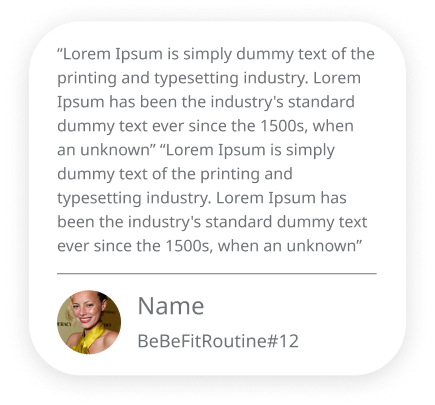 “Lorem Ipsum is simply dummy text of the
printing and typesetting industry. Lorem
Ipsum has been the industry's standard
dummy text ever since the 1500s, when
an unknown” “Lorem Ipsum is simply
dummy text of the printing and
typesetting industry. Lorem Ipsum has
been the industry's standard dummy text
ever since the 1500s, when an unknown”
Name
BeBeFitRoutine#12